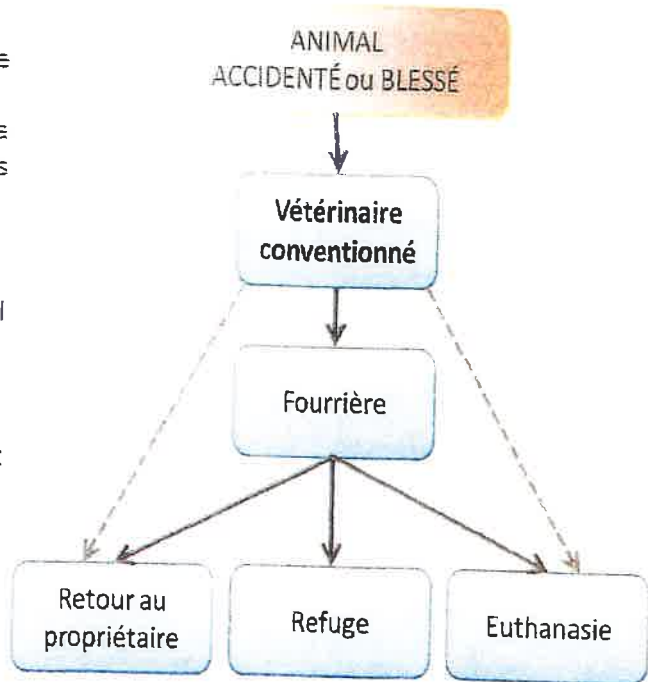 ANIMAL
ACCIDENTÉ ou BLESSÉ
Vétérinaire
conventionné
Fourrière
Retour au
propriétaire
Refuge
Euthanasie